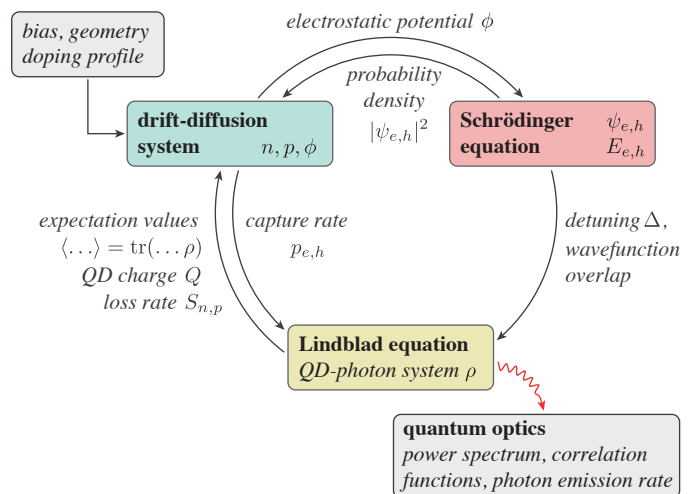 bias, geometry
doping profile
electrostatic potential ϕ
probability
density
|ψ_{e,h}|²
drift-diffusion
system n, p, ϕ
Schrödinger ψ_{e,h}
equation E_{e,h}
expectation values
⟨...⟩ = tr(... ρ)
QD charge Q
loss rate S_{n,p}
capture rate
p_{e,h}
detuning Δ,
wavefunction
overlap
Lindblad equation
QD-photon system ρ
quantum optics
power spectrum, correlation
functions, photon emission rate